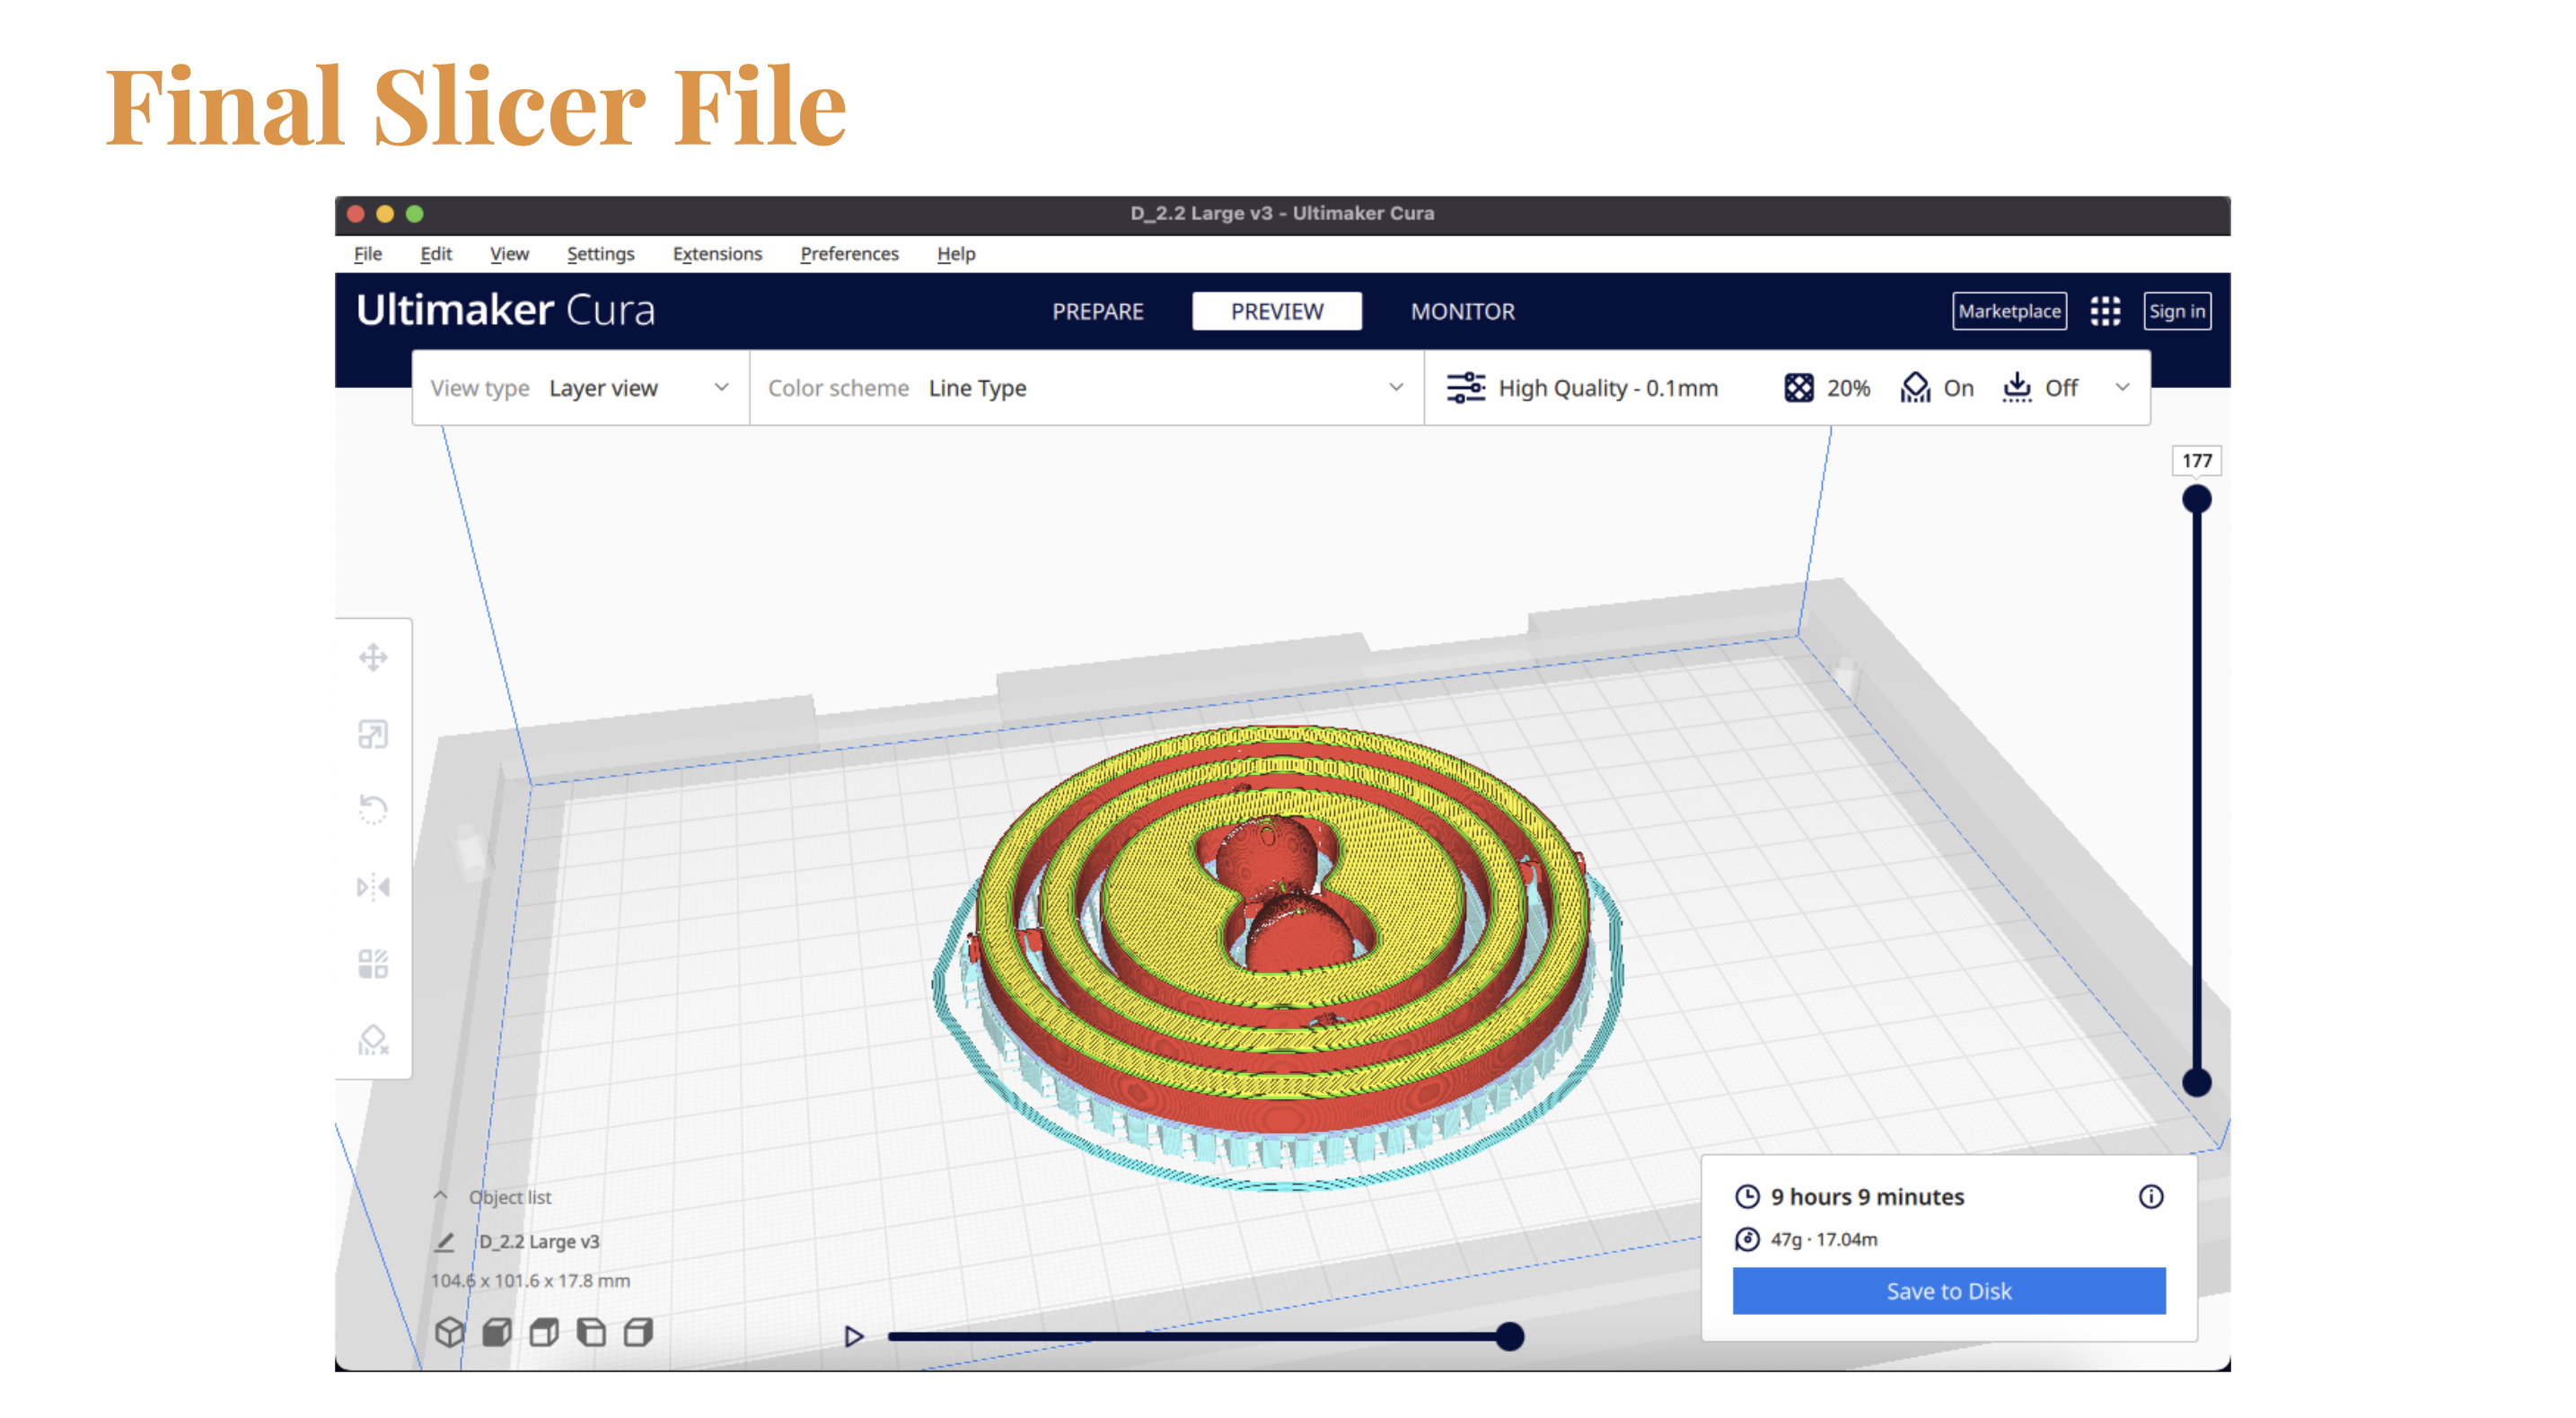 Final Slicer File
D_2.2 Large v3 - Ultimaker Cura
File Edit View Settings Extensions Preferences Help
Ultimaker Cura PREPARE PREVIEW MONITOR Marketplace Sign in
View type Layer view Color scheme Line Type High Quality - 0.1mm 20% On Off
177
Object list
D_2.2 Large v3
104.6 x 101.6 x 17.8 mm
9 hours 9 minutes
47g · 17.04m
Save to Disk